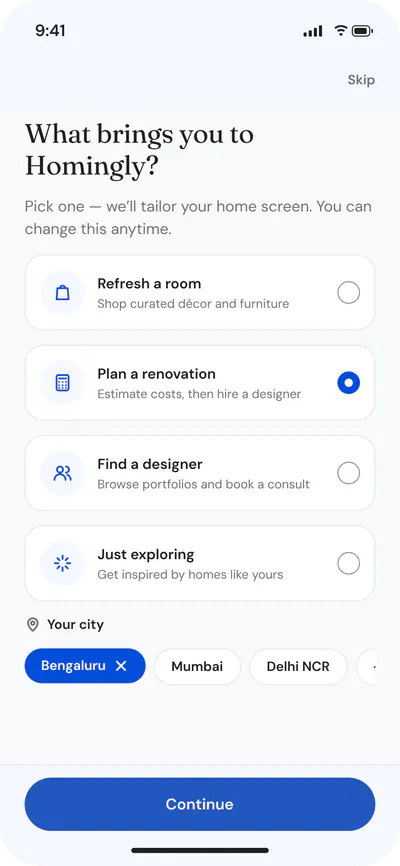 9:41
Skip
What brings you to
Homingly?
Pick one — we’ll tailor your home screen. You can
change this anytime.
Refresh a room
Shop curated décor and furniture
Plan a renovation
Estimate costs, then hire a designer
Find a designer
Browse portfolios and book a consult
Just exploring
Get inspired by homes like yours
Your city
Bengaluru
Mumbai
Delhi NCR
Continue